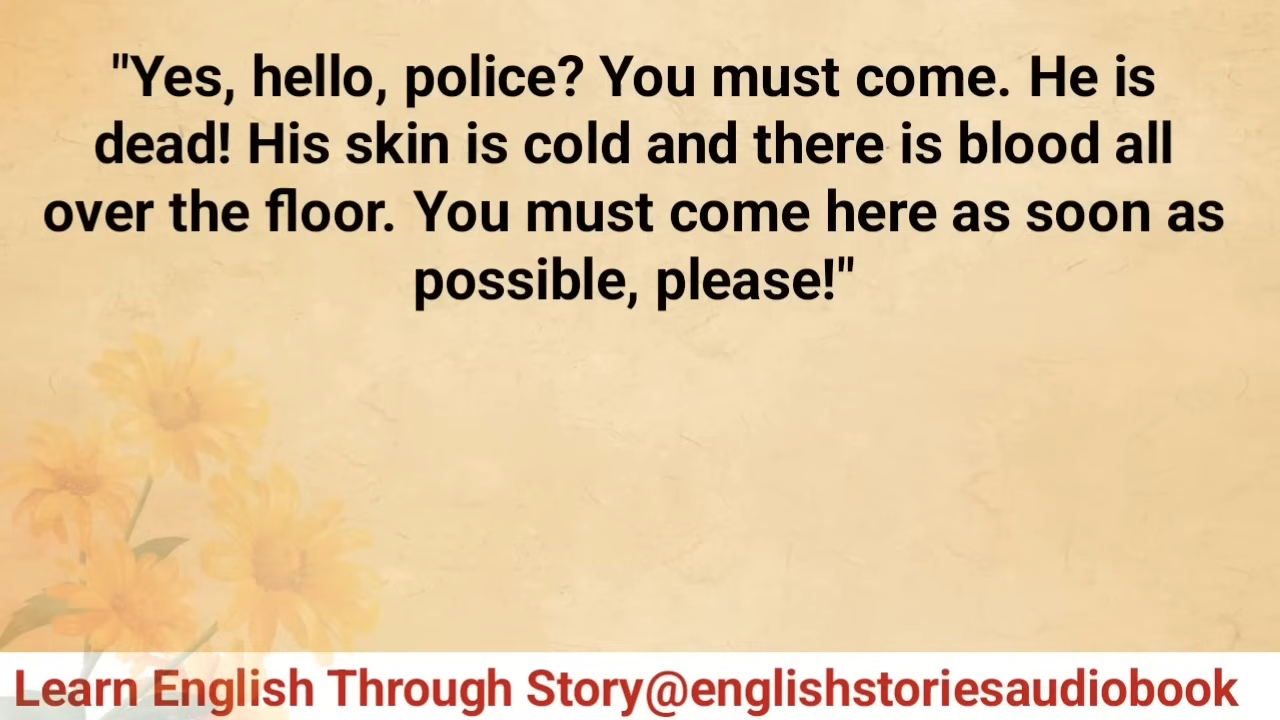 "Yes, hello, police? You must come. He is
dead! His skin is cold and there is blood all
over the floor. You must come here as soon as
possible, please!"
Learn English Through Story@englishstoriesaudiobook